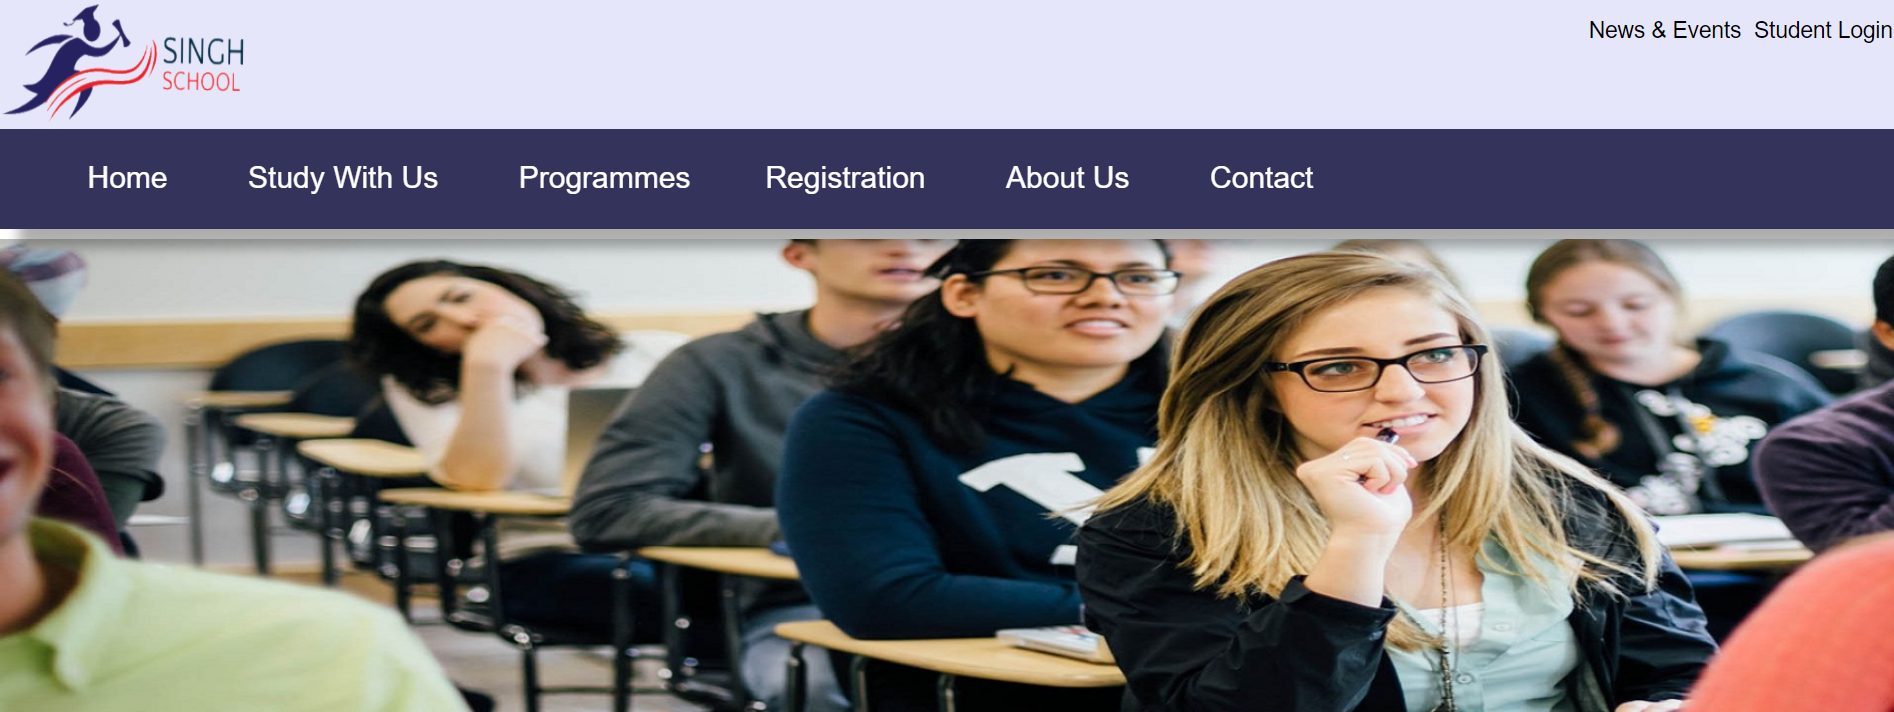 SINGH
SCHOOL
News & Events Student Login
Home Study With Us Programmes Registration About Us Contact